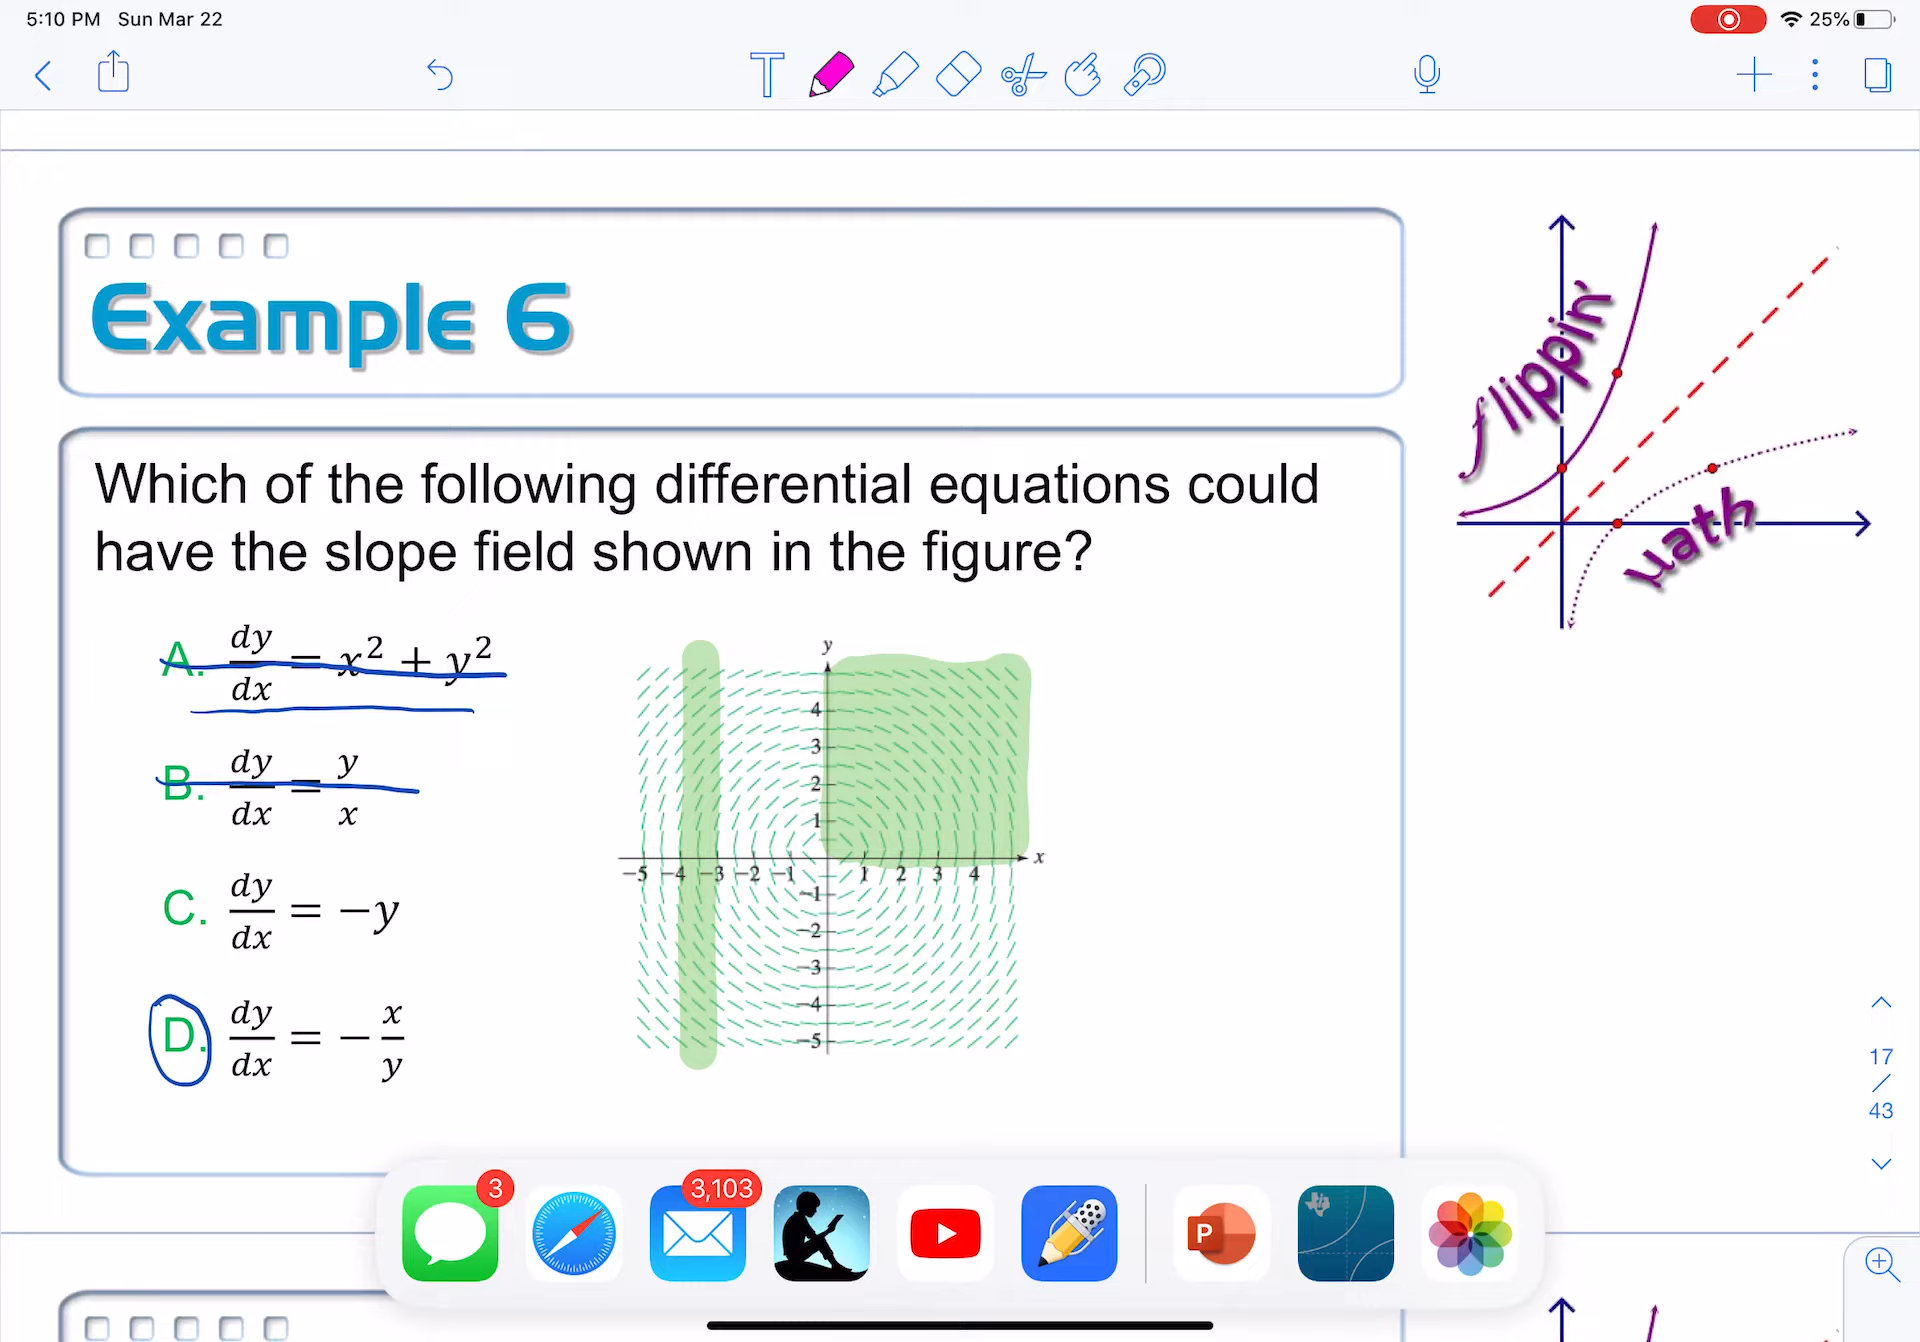 5:10 PM Sun Mar 22
25%
Example 6
flippin'
math
Which of the following differential equations could
have the slope field shown in the figure?
A. dy/dx = x² + y²
B. dy/dx = y/x
C. dy/dx = −y
D. dy/dx = −x/y
y
4
3
2
1
x
−5 −4 −3 −2 −1 1 2 3 4
−1
−2
−3
−4
−5
17
/
43
3
3,103
P